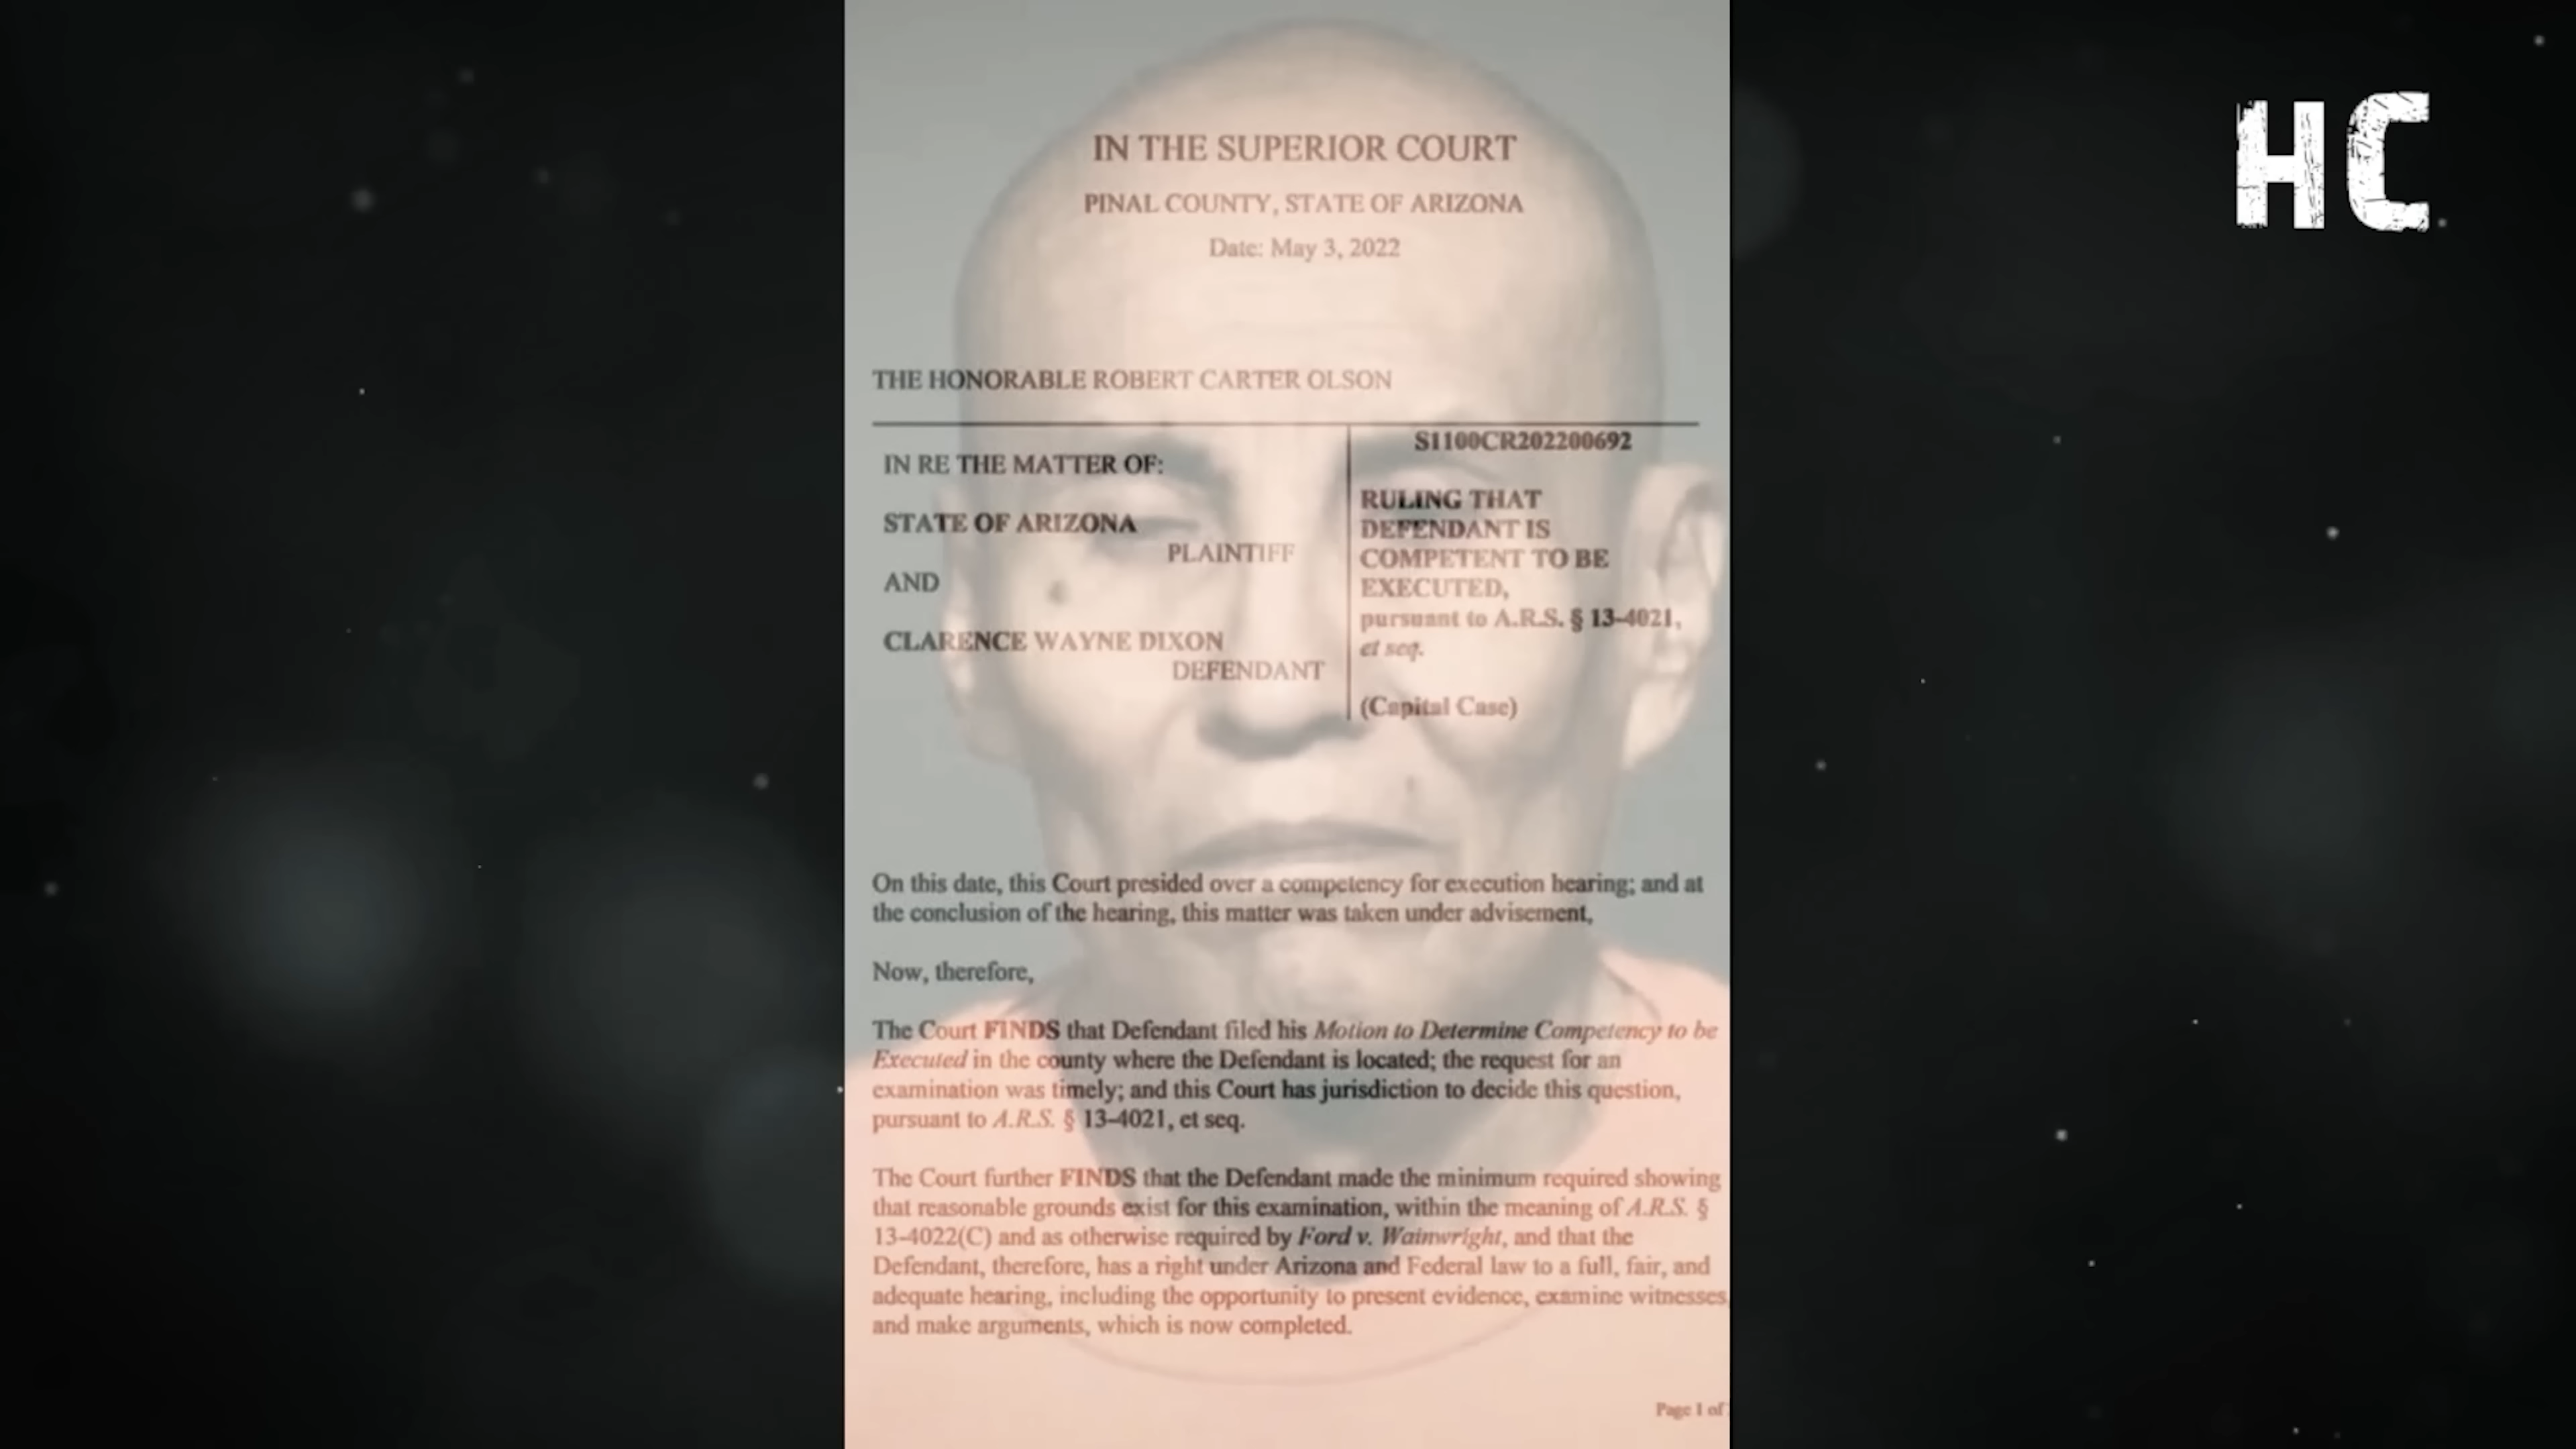 HC
IN THE SUPERIOR COURT
PINAL COUNTY, STATE OF ARIZONA
Date: May 3, 2022
THE HONORABLE ROBERT CARTER OLSON
IN RE THE MATTER OF:
STATE OF ARIZONA
PLAINTIFF
AND
CLARENCE WAYNE DIXON
DEFENDANT
S1100CR202200692
RULING THAT
DEFENDANT IS
COMPETENT TO BE
EXECUTED,
pursuant to A.R.S. § 13-4021,
et seq.
(Capital Case)
On this date, this Court presided over a competency for execution hearing; and at
the conclusion of the hearing, this matter was taken under advisement,
Now, therefore,
The Court FINDS that Defendant filed his Motion to Determine Competency to be
Executed in the county where the Defendant is located; the request for an
examination was timely; and this Court has jurisdiction to decide this question,
pursuant to A.R.S. § 13-4021, et seq.
The Court further FINDS that the Defendant made the minimum required showing
that reasonable grounds exist for this examination, within the meaning of A.R.S. §
13-4022(C) and as otherwise required by Ford v. Wainwright, and that the
Defendant, therefore, has a right under Arizona and Federal law to a full, fair, and
adequate hearing, including the opportunity to present evidence, examine witnesses,
and make arguments, which is now completed.
Page 1 of